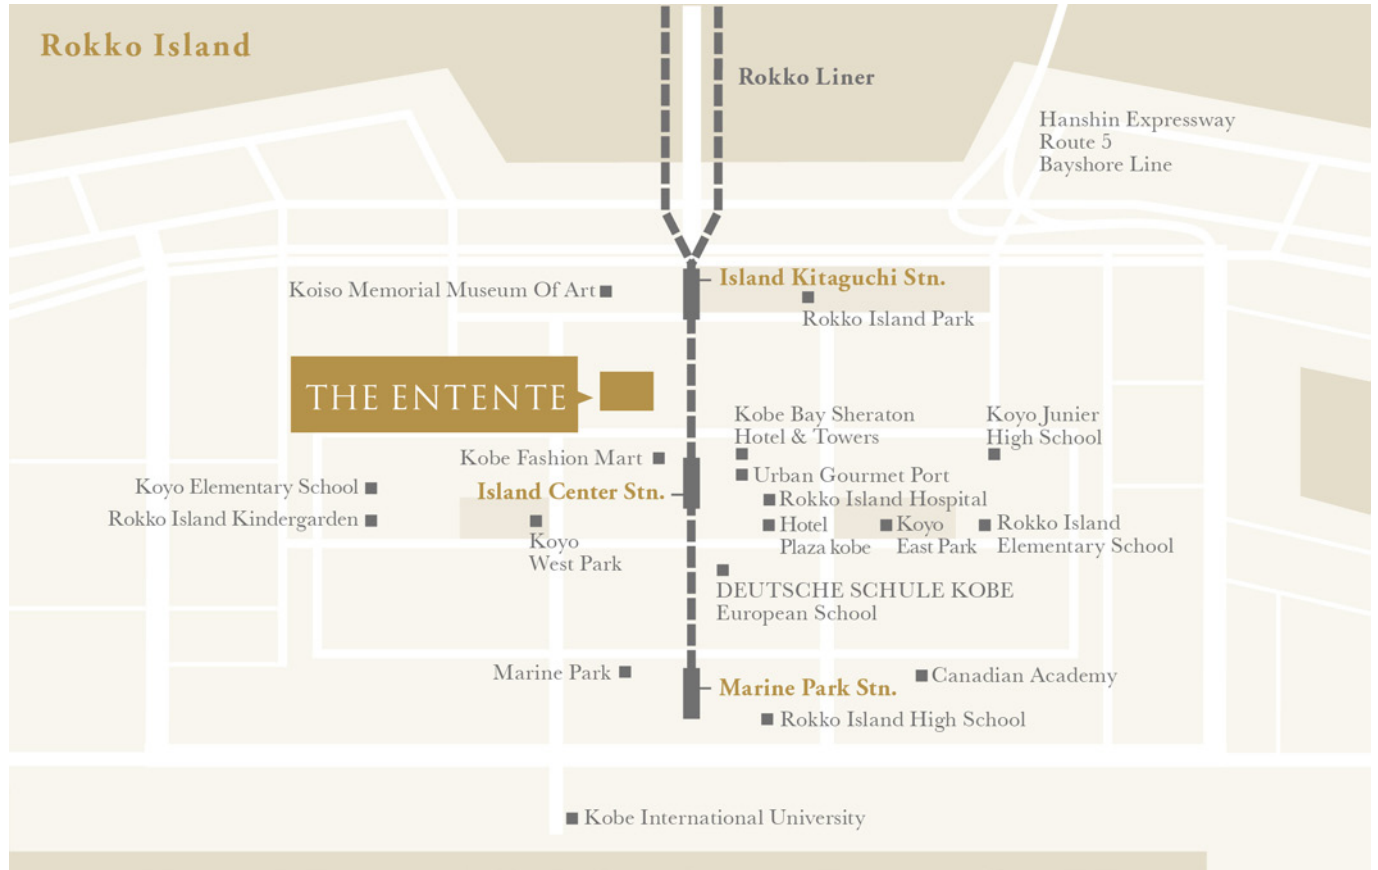 Rokko Island
Rokko Liner
Hanshin Expressway
Route 5
Bayshore Line
Island Kitaguchi Stn.
Koiso Memorial Museum Of Art
Rokko Island Park
THE ENTENTE
Kobe Bay Sheraton
Hotel & Towers
Koyo Junier
High School
Kobe Fashion Mart
Urban Gourmet Port
Koyo Elementary School
Island Center Stn.
Rokko Island Hospital
Rokko Island Kindergarden
Hotel
Plaza kobe
Koyo
East Park
Rokko Island
Elementary School
Koyo
West Park
DEUTSCHE SCHULE KOBE
European School
Marine Park
Canadian Academy
Marine Park Stn.
Rokko Island High School
Kobe International University